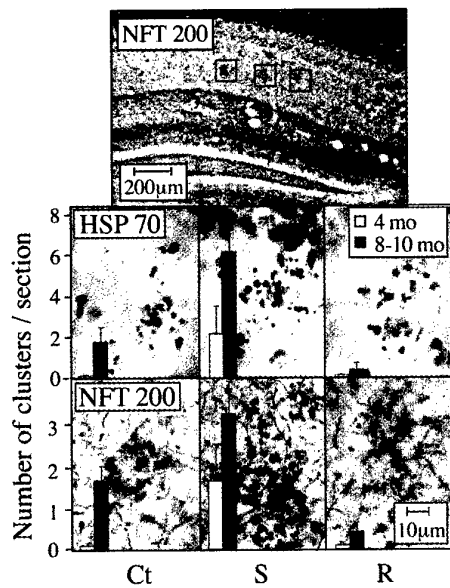 NFT 200
200μm
HSP 70
4 mo
8-10 mo
8
6
4
2
0
Number of clusters / section
NFT 200
3
2
1
0
10μm
Ct S R